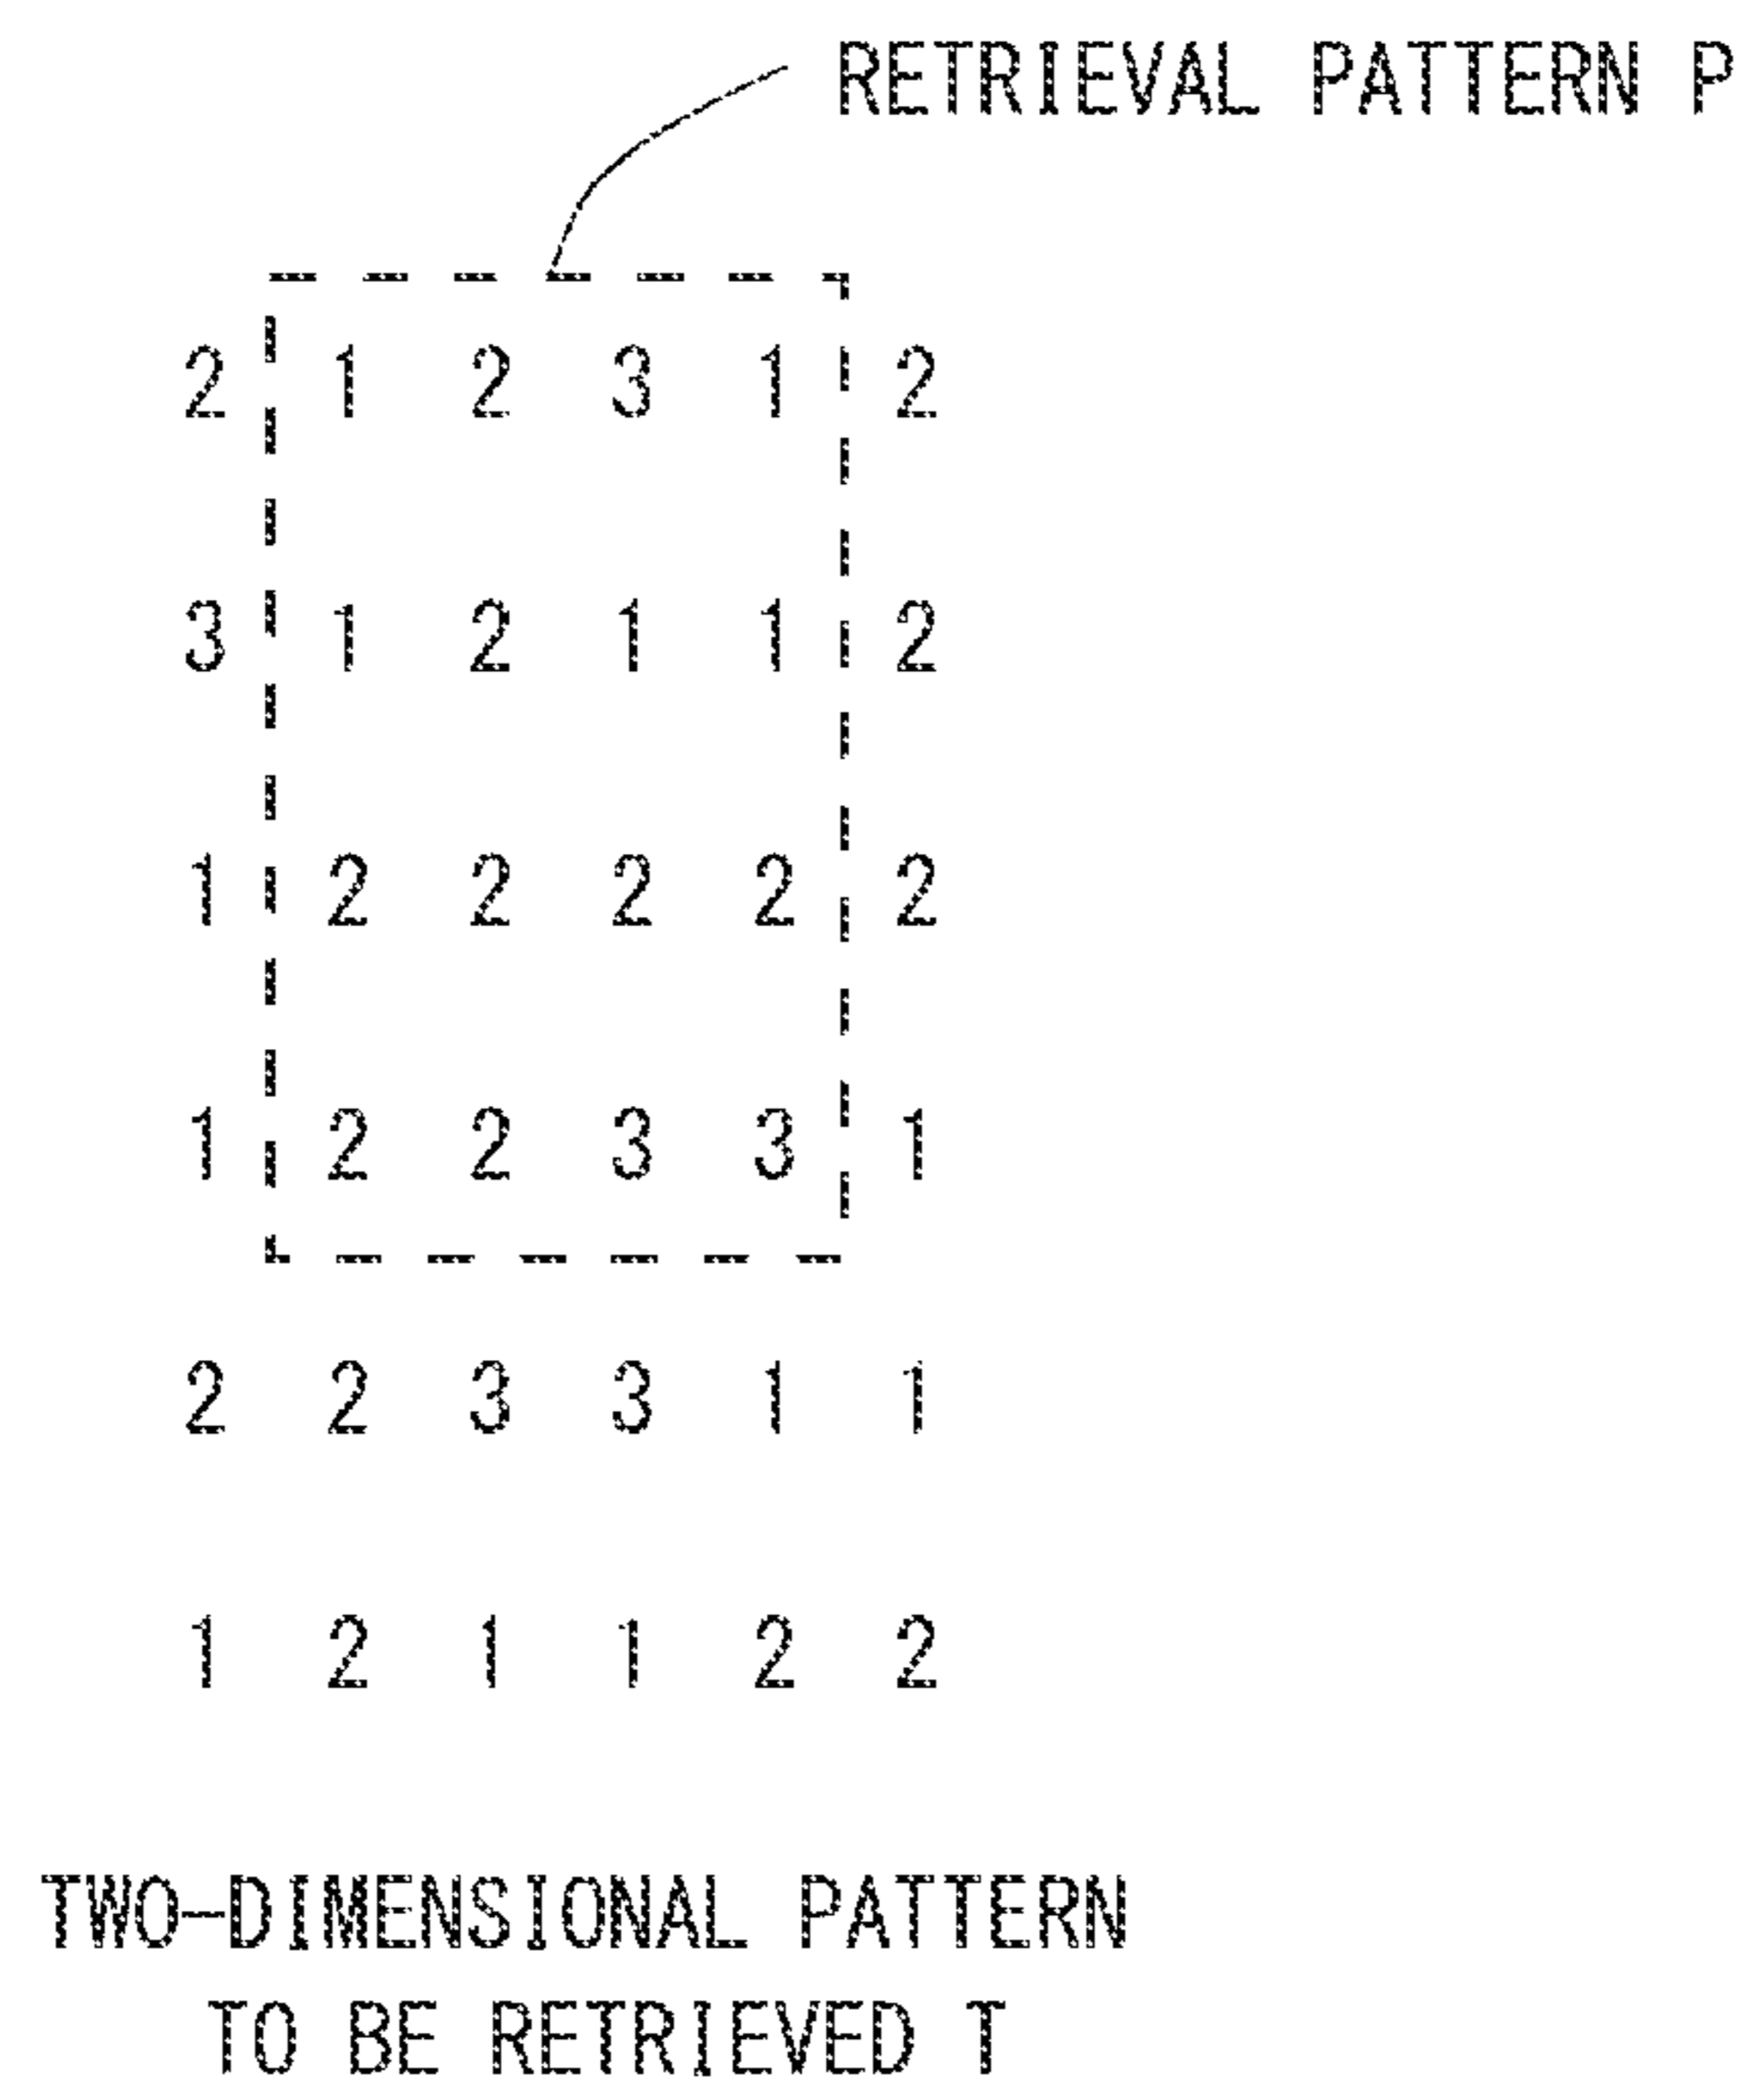 RETRIEVAL PATTERN P
2 1 2 3 1 2
3 1 2 1 1 2
1 2 2 2 2 2
1 2 2 3 3 1
2 2 3 3 1 1
1 2 1 1 2 2
TWO-DIMENSIONAL PATTERN
TO BE RETRIEVED T